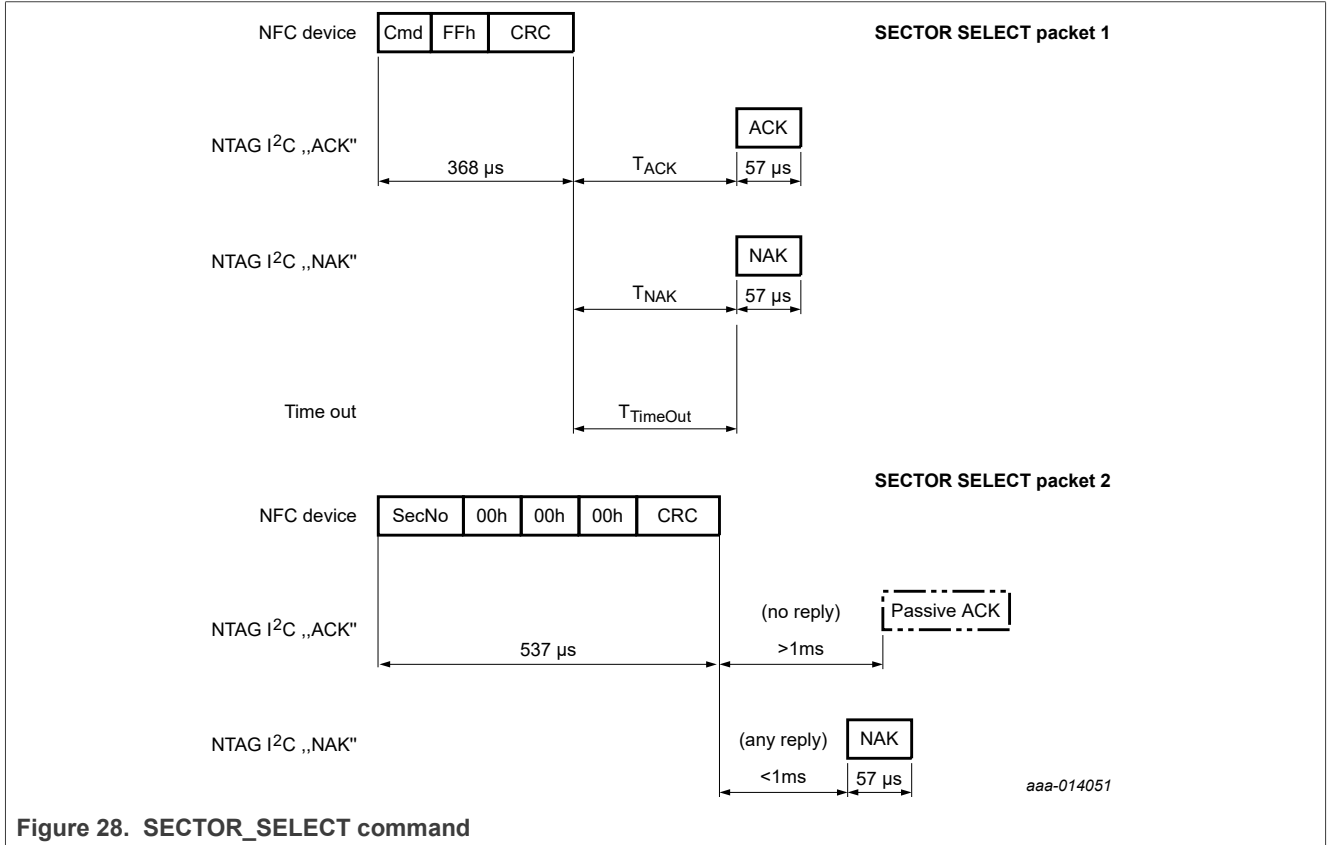 NFC device Cmd FFh CRC SECTOR SELECT packet 1
ACK
NTAG I2C ,,ACK"
368 µs TACK 57 µs
NAK
NTAG I2C ,,NAK"
TNAK 57 µs
Time out TTimeOut
SECTOR SELECT packet 2
NFC device SecNo 00h 00h 00h CRC
(no reply) Passive ACK
NTAG I2C ,,ACK"
537 µs >1ms
NTAG I2C ,,NAK" (any reply) NAK
<1ms 57 µs aaa-014051
Figure 28. SECTOR_SELECT command